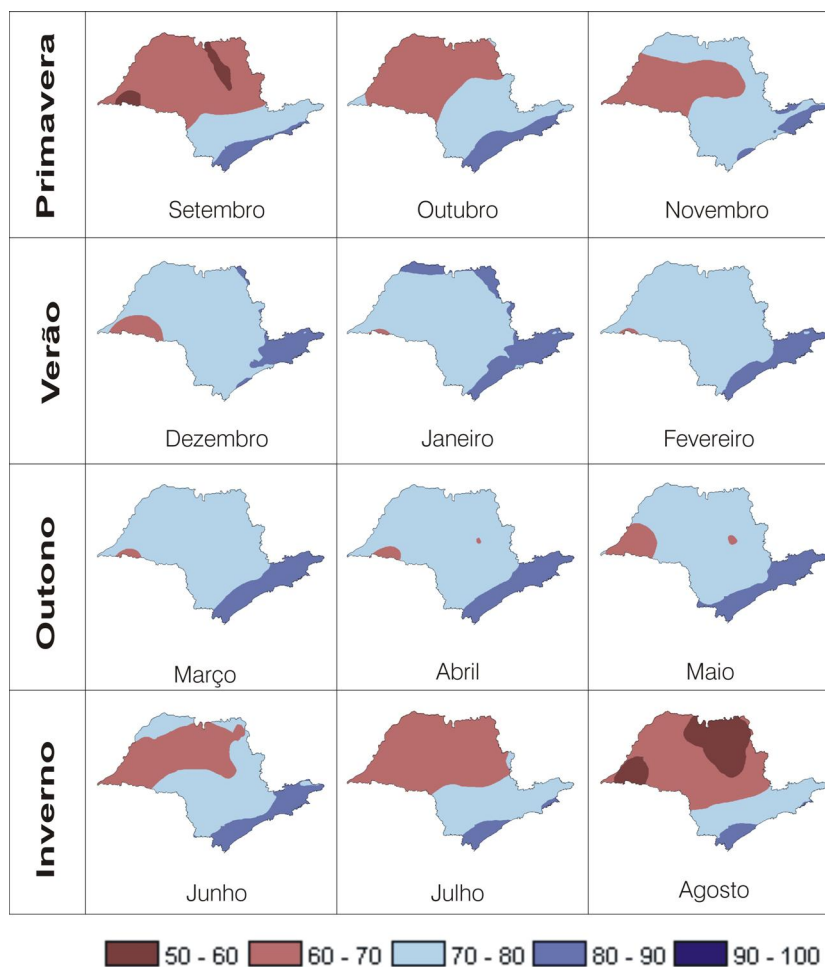 Primavera
Setembro
Outubro
Novembro
Verão
Dezembro
Janeiro
Fevereiro
Outono
Março
Abril
Maio
Inverno
Junho
Julho
Agosto
50 - 60 60 - 70 70 - 80 80 - 90 90 - 100